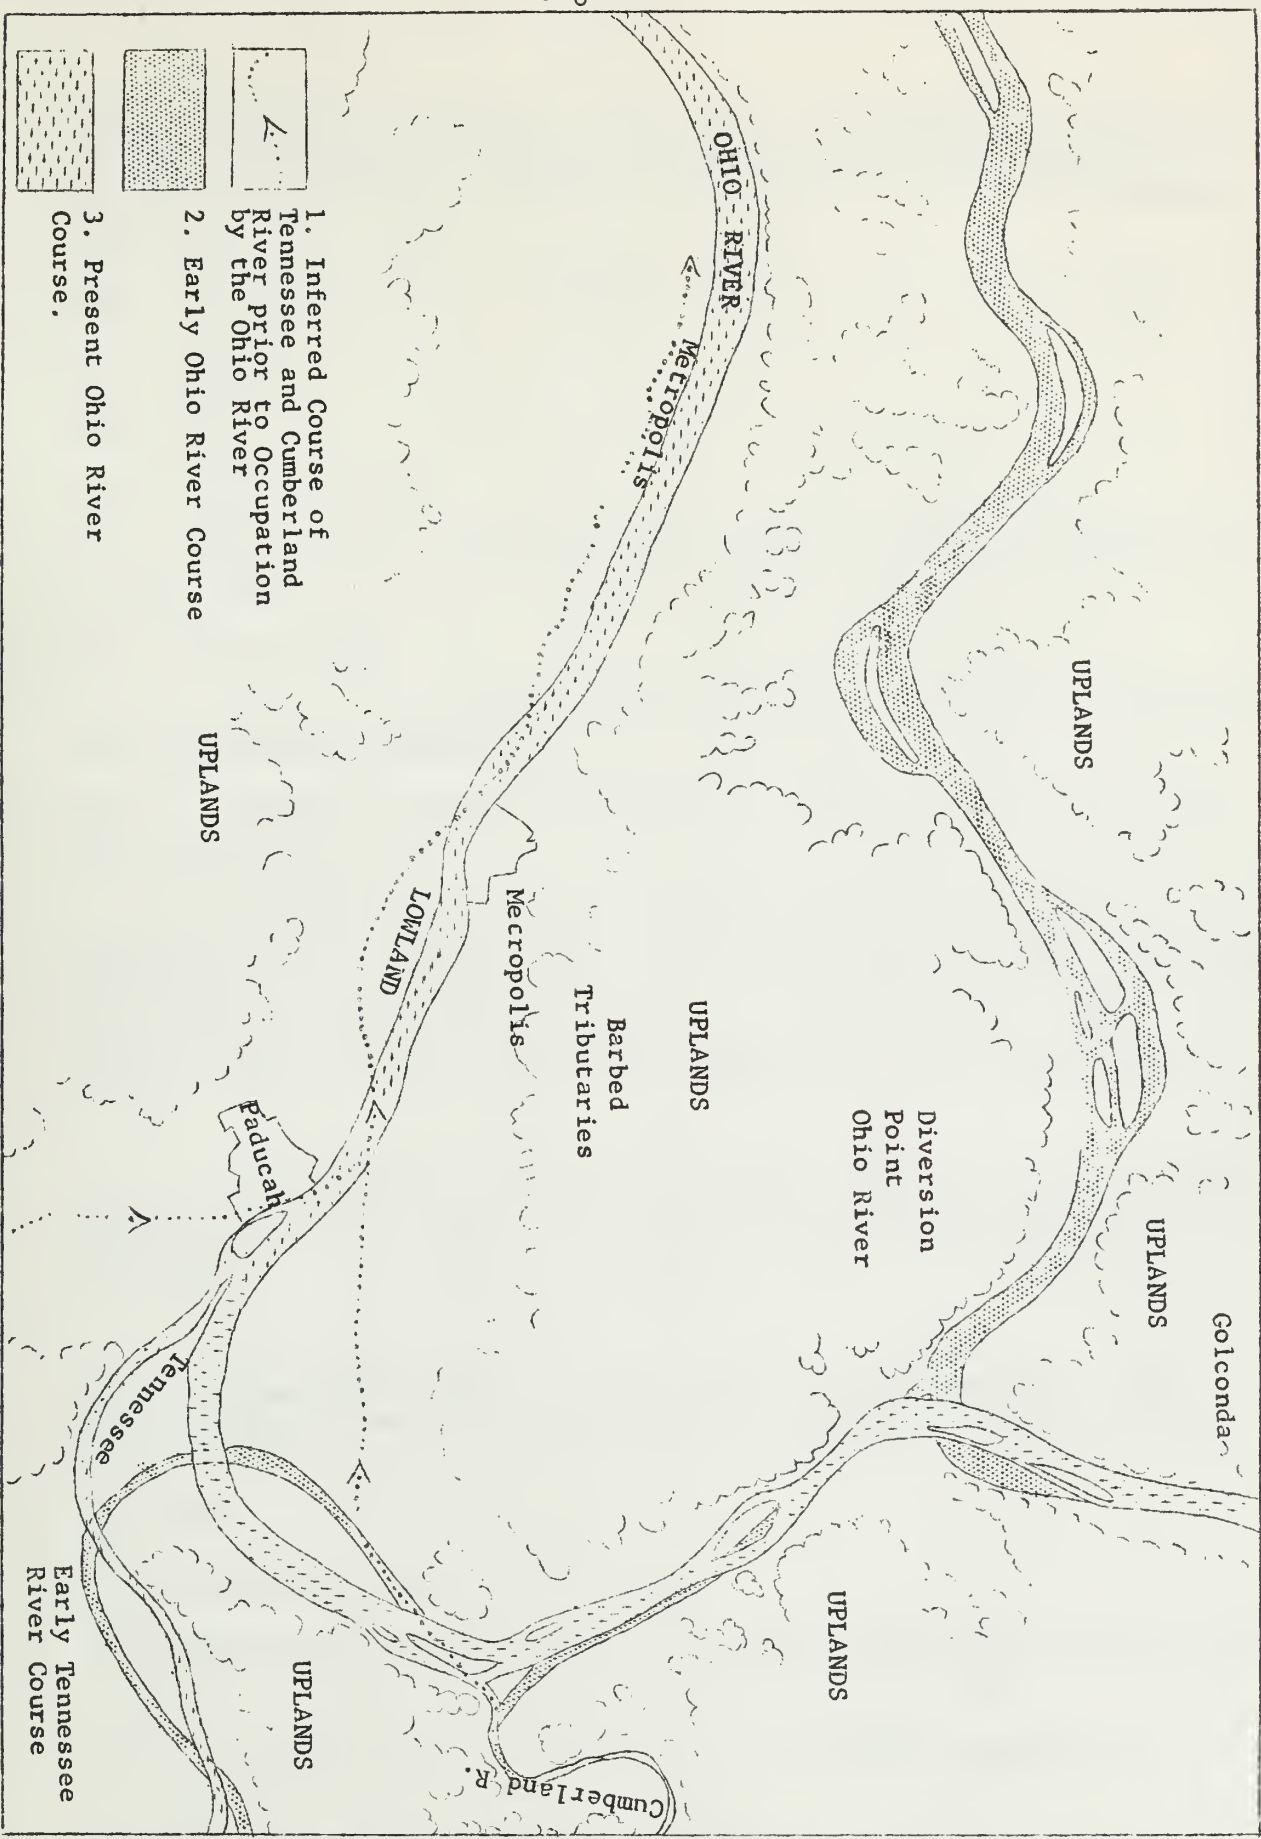 Golconda
UPLANDS
UPLANDS
Diversion
Point
Ohio River
UPLANDS
OHIO RIVER
UPLANDS
Barbed
Tributaries
Metropolis
Metropolis
Cumberland R.
LOWLAND
Paducah
UPLANDS
UPLANDS
Tennessee
Early Tennessee
River Course
1. Inferred Course of
Tennessee and Cumberland
River prior to Occupation
by the Ohio River
2. Early Ohio River Course
3. Present Ohio River
Course.